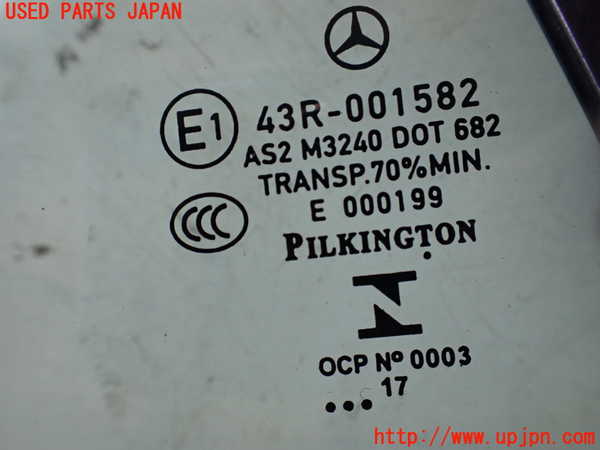 USED PARTS JAPAN
E1
43R-001582
AS2 M3240 DOT 682
TRANSP.70%MIN.
E 000199
CCC
PILKINGTON
OCP Nº 0003
17
http://www.upjpn.com